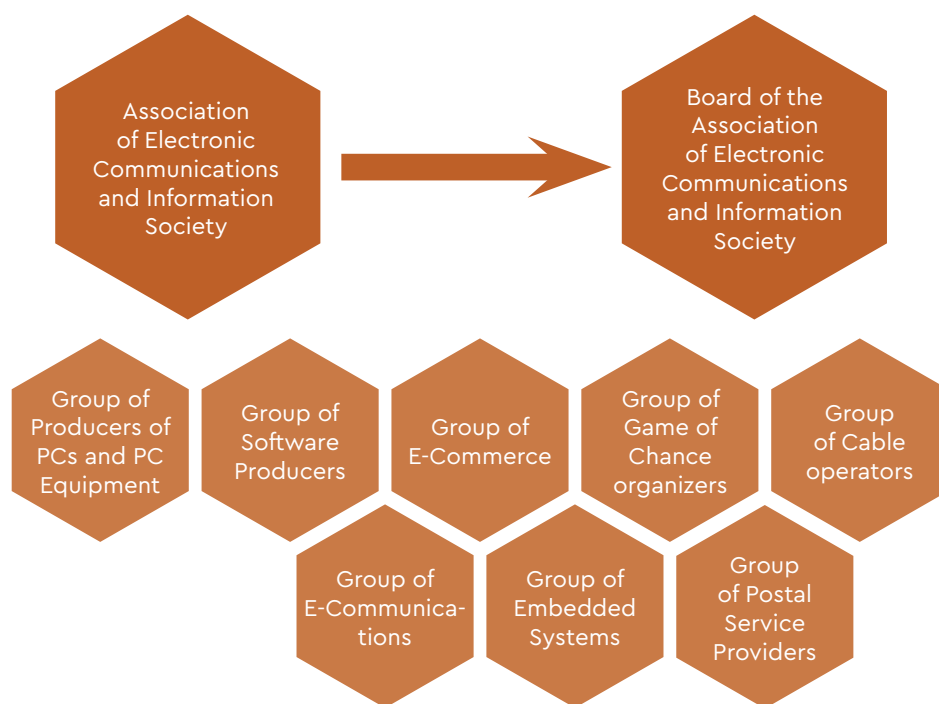 Association
of Electronic
Communications
and Information
Society
Board of the
Association
of Electronic
Communications
and Information
Society
Group of
Producers of
PCs and PC
Equipment
Group of
Software
Producers
Group of
E-Commerce
Group of
Game of
Chance
organizers
Group
of Cable
operators
Group of
E-Communica-
tions
Group of
Embedded
Systems
Group
of Postal
Service
Providers